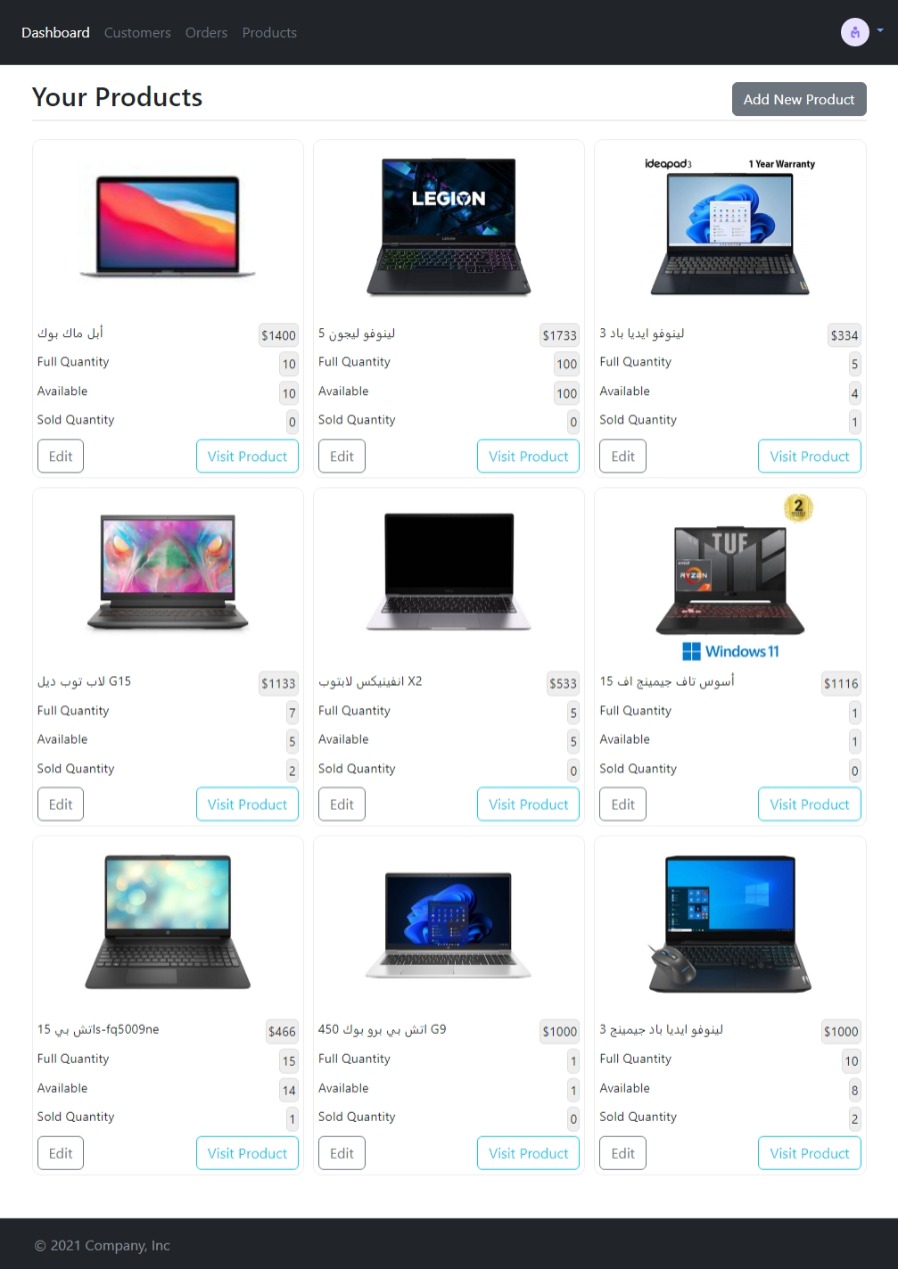 Dashboard Customers Orders Products
Your Products
Add New Product
أبل ماك بوك
$1400
Full Quantity 10
Available 10
Sold Quantity 0
Edit Visit Product
LEGION
لينوفو ليجون 5
$1733
Full Quantity 100
Available 100
Sold Quantity 0
Edit Visit Product
ideapad3 1 Year Warranty
لينوفو ايديا باد 3
$334
Full Quantity 5
Available 4
Sold Quantity 1
Edit Visit Product
لاب توب ديل G15
$1133
Full Quantity 7
Available 5
Sold Quantity 2
Edit Visit Product
انفينيكس لابتوب X2
$533
Full Quantity 5
Available 5
Sold Quantity 0
Edit Visit Product
2
TUF
RYZEN
7
Windows 11
أسوس تاف جيمينج اف 15
$1116
Full Quantity 1
Available 1
Sold Quantity 0
Edit Visit Product
اتش بي 15s-fq5009ne
$466
Full Quantity 15
Available 14
Sold Quantity 1
Edit Visit Product
اتش بي برو بوك 450 G9
$1000
Full Quantity 1
Available 1
Sold Quantity 0
Edit Visit Product
لينوفو ايديا باد جيمينج 3
$1000
Full Quantity 10
Available 8
Sold Quantity 2
Edit Visit Product
© 2021 Company, Inc